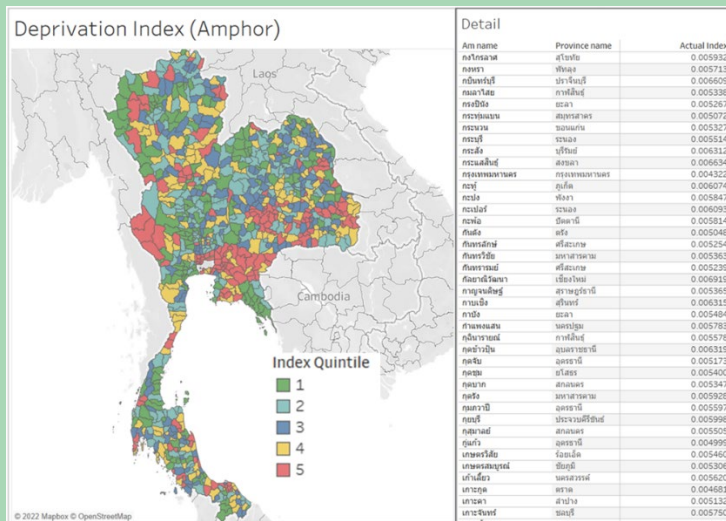 Deprivation Index (Amphor)
Laos
Cambodia
Index Quintile
1
2
3
4
5
© 2022 Mapbox © OpenStreetMap
Detail
Am name Province name Actual Index
กงไกรลาศ สุโขทัย 0.005932
กงหรา พัทลุง 0.005713
กบินทร์บุรี ปราจีนบุรี 0.006609
กมลาไสย กาฬสินธุ์ 0.005338
กรงปินัง ยะลา 0.005267
กระทุ่มแบน สมุทรสาคร 0.005072
กระนวน ขอนแก่น 0.005327
กระบุรี ระนอง 0.005514
กระสัง บุรีรัมย์ 0.006312
กระแสสินธุ์ สงขลา 0.006634
กรุงเทพมหานคร กรุงเทพมหานคร 0.004322
กะทู้ ภูเก็ต 0.006074
กะปง พังงา 0.005847
กะเปอร์ ระนอง 0.006093
กะพ้อ ปัตตานี 0.005814
กันตัง ตรัง 0.005048
กันทรลักษ์ ศรีสะเกษ 0.005254
กันทรวิชัย มหาสารคาม 0.005363
กันทรารมย์ ศรีสะเกษ 0.005239
กัลยาณิวัฒนา เชียงใหม่ 0.006919
กาญจนดิษฐ์ สุราษฎร์ธานี 0.005365
กาบเชิง สุรินทร์ 0.006315
กาบัง ยะลา 0.005484
กำแพงแสน นครปฐม 0.005783
กุฉินารายณ์ กาฬสินธุ์ 0.005578
กุดข้าวปุ้น อุบลราชธานี 0.006319
กุดจับ อุดรธานี 0.005173
กุดชุม ยโสธร 0.005400
กุดบาก สกลนคร 0.005347
กุดรัง มหาสารคาม 0.005928
กุมภวาปี อุดรธานี 0.005597
กุยบุรี ประจวบคีรีขันธ์ 0.005998
กุสุมาลย์ สกลนคร 0.005505
กู่แก้ว อุดรธานี 0.004999
เกษตรวิสัย ร้อยเอ็ด 0.005460
เกษตรสมบูรณ์ ชัยภูมิ 0.005430
เก้าเลี้ยว นครสวรรค์ 0.005620
เกาะกูด ตราด 0.004681
เกาะคา ลำปาง 0.005132
เกาะจันทร์ ชลบุรี 0.005750